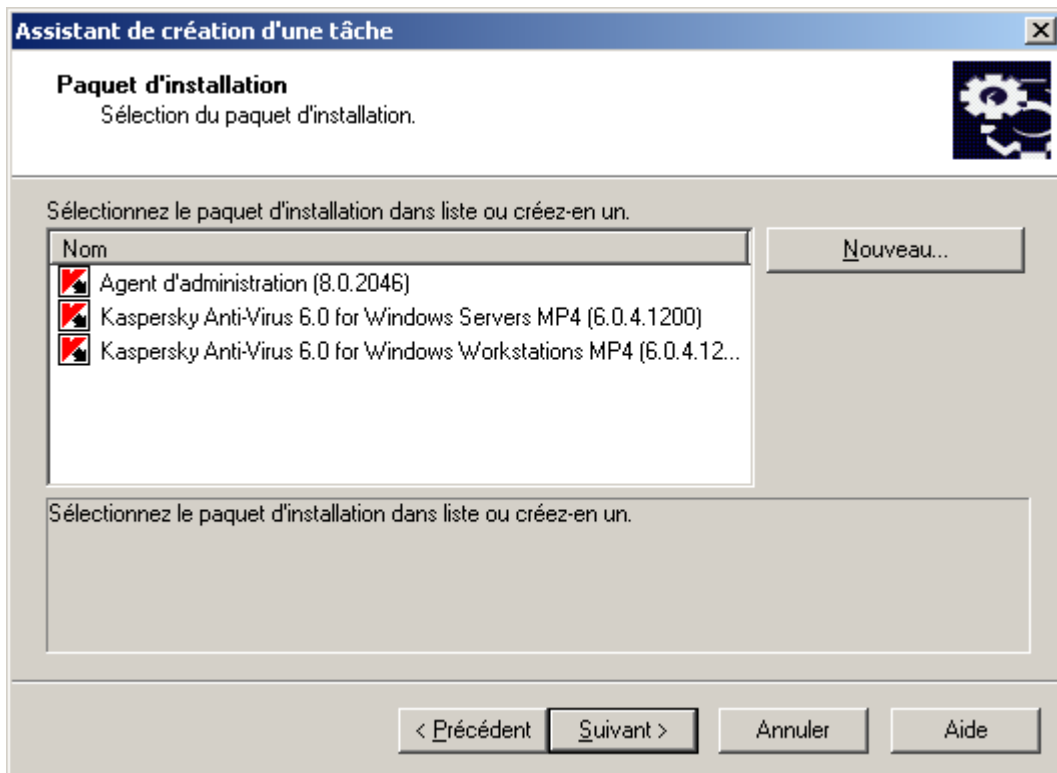 Assistant de création d'une tâche
Paquet d'installation
Sélection du paquet d'installation.
Sélectionnez le paquet d'installation dans liste ou créez-en un.
Nom
Nouveau...
Agent d'administration (8.0.2046)
Kaspersky Anti-Virus 6.0 for Windows Servers MP4 (6.0.4.1200)
Kaspersky Anti-Virus 6.0 for Windows Workstations MP4 (6.0.4.12...
Sélectionnez le paquet d'installation dans liste ou créez-en un.
< Précédent
Suivant >
Annuler
Aide